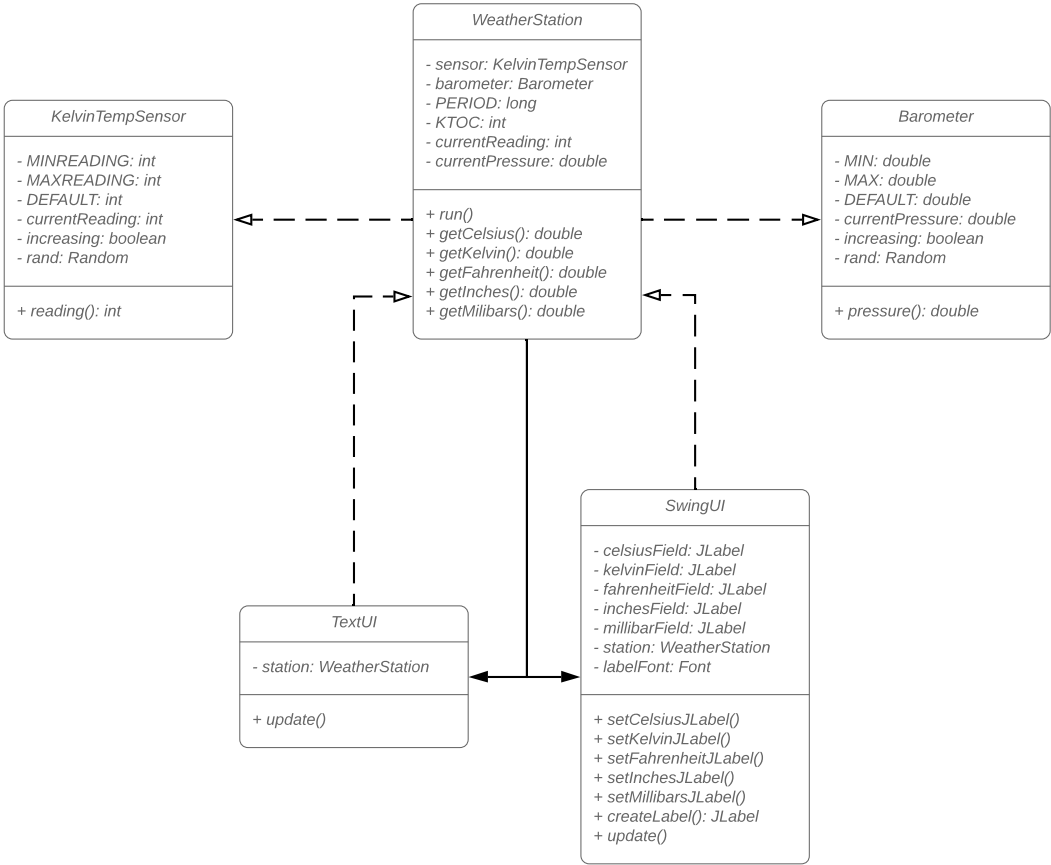 WeatherStation
- sensor: KelvinTempSensor
- barometer: Barometer
- PERIOD: long
- KTOC: int
- currentReading: int
- currentPressure: double
+ run()
+ getCelsius(): double
+ getKelvin(): double
+ getFahrenheit(): double
+ getInches(): double
+ getMilibars(): double
KelvinTempSensor
- MINREADING: int
- MAXREADING: int
- DEFAULT: int
- currentReading: int
- increasing: boolean
- rand: Random
+ reading(): int
Barometer
- MIN: double
- MAX: double
- DEFAULT: double
- currentPressure: double
- increasing: boolean
- rand: Random
+ pressure(): double
TextUI
- station: WeatherStation
+ update()
SwingUI
- celsiusField: JLabel
- kelvinField: JLabel
- fahrenheitField: JLabel
- inchesField: JLabel
- millibarField: JLabel
- station: WeatherStation
- labelFont: Font
+ setCelsiusJLabel()
+ setKelvinJLabel()
+ setFahrenheitJLabel()
+ setInchesJLabel()
+ setMillibarsJLabel()
+ createLabel(): JLabel
+ update()